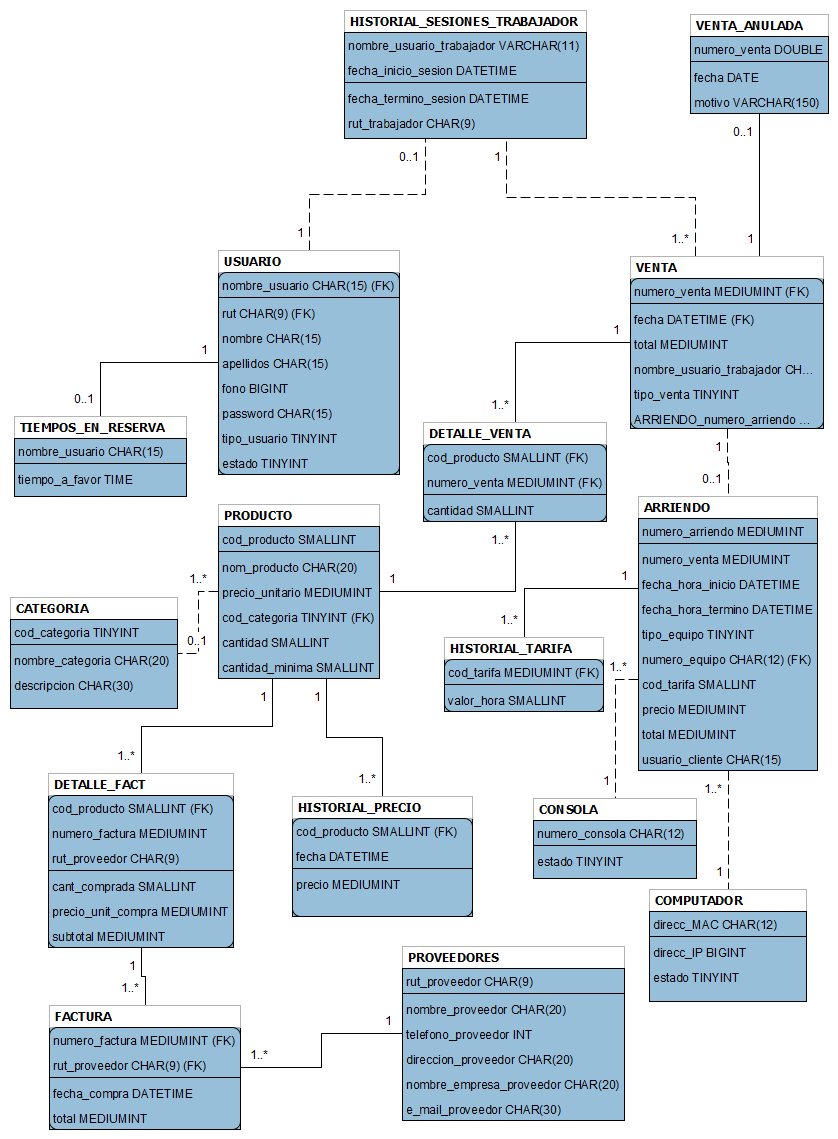 HISTORIAL_SESIONES_TRABAJADOR
nombre_usuario_trabajador VARCHAR(11)
fecha_inicio_sesion DATETIME
fecha_termino_sesion DATETIME
rut_trabajador CHAR(9)
VENTA_ANULADA
numero_venta DOUBLE
fecha DATE
motivo VARCHAR(150)
0..1
1
0..1
1
1..*
1
USUARIO
nombre_usuario CHAR(15) (FK)
rut CHAR(9) (FK)
nombre CHAR(15)
apellidos CHAR(15)
fono BIGINT
password CHAR(15)
tipo_usuario TINYINT
estado TINYINT
VENTA
numero_venta MEDIUMINT (FK)
fecha DATETIME (FK)
total MEDIUMINT
nombre_usuario_trabajador CH...
tipo_venta TINYINT
ARRIENDO_numero_arriendo ...
1
0..1
1
1..*
TIEMPOS_EN_RESERVA
nombre_usuario CHAR(15)
tiempo_a_favor TIME
DETALLE_VENTA
cod_producto SMALLINT (FK)
numero_venta MEDIUMINT (FK)
cantidad SMALLINT
1
0..1
1..*
PRODUCTO
cod_producto SMALLINT
nom_producto CHAR(20)
precio_unitario MEDIUMINT
cod_categoria TINYINT (FK)
cantidad SMALLINT
cantidad_minima SMALLINT
ARRIENDO
numero_arriendo MEDIUMINT
numero_venta MEDIUMINT
fecha_hora_inicio DATETIME
fecha_hora_termino DATETIME
tipo_equipo TINYINT
numero_equipo CHAR(12) (FK)
cod_tarifa SMALLINT
precio MEDIUMINT
total MEDIUMINT
usuario_cliente CHAR(15)
1..*
1
1
1..*
0..1
CATEGORIA
cod_categoria TINYINT
nombre_categoria CHAR(20)
descripcion CHAR(30)
HISTORIAL_TARIFA
cod_tarifa MEDIUMINT (FK)
valor_hora SMALLINT
1..*
1
1
1
1..*
1..*
1
1..*
1
DETALLE_FACT
cod_producto SMALLINT (FK)
numero_factura MEDIUMINT
rut_proveedor CHAR(9)
cant_comprada SMALLINT
precio_unit_compra MEDIUMINT
subtotal MEDIUMINT
HISTORIAL_PRECIO
cod_producto SMALLINT (FK)
fecha DATETIME
precio MEDIUMINT
CONSOLA
numero_consola CHAR(12)
estado TINYINT
COMPUTADOR
direcc_MAC CHAR(12)
direcc_IP BIGINT
estado TINYINT
1
1..*
FACTURA
numero_factura MEDIUMINT (FK)
rut_proveedor CHAR(9) (FK)
fecha_compra DATETIME
total MEDIUMINT
1..*
1
PROVEEDORES
rut_proveedor CHAR(9)
nombre_proveedor CHAR(20)
telefono_proveedor INT
direccion_proveedor CHAR(20)
nombre_empresa_proveedor CHAR(20)
e_mail_proveedor CHAR(30)